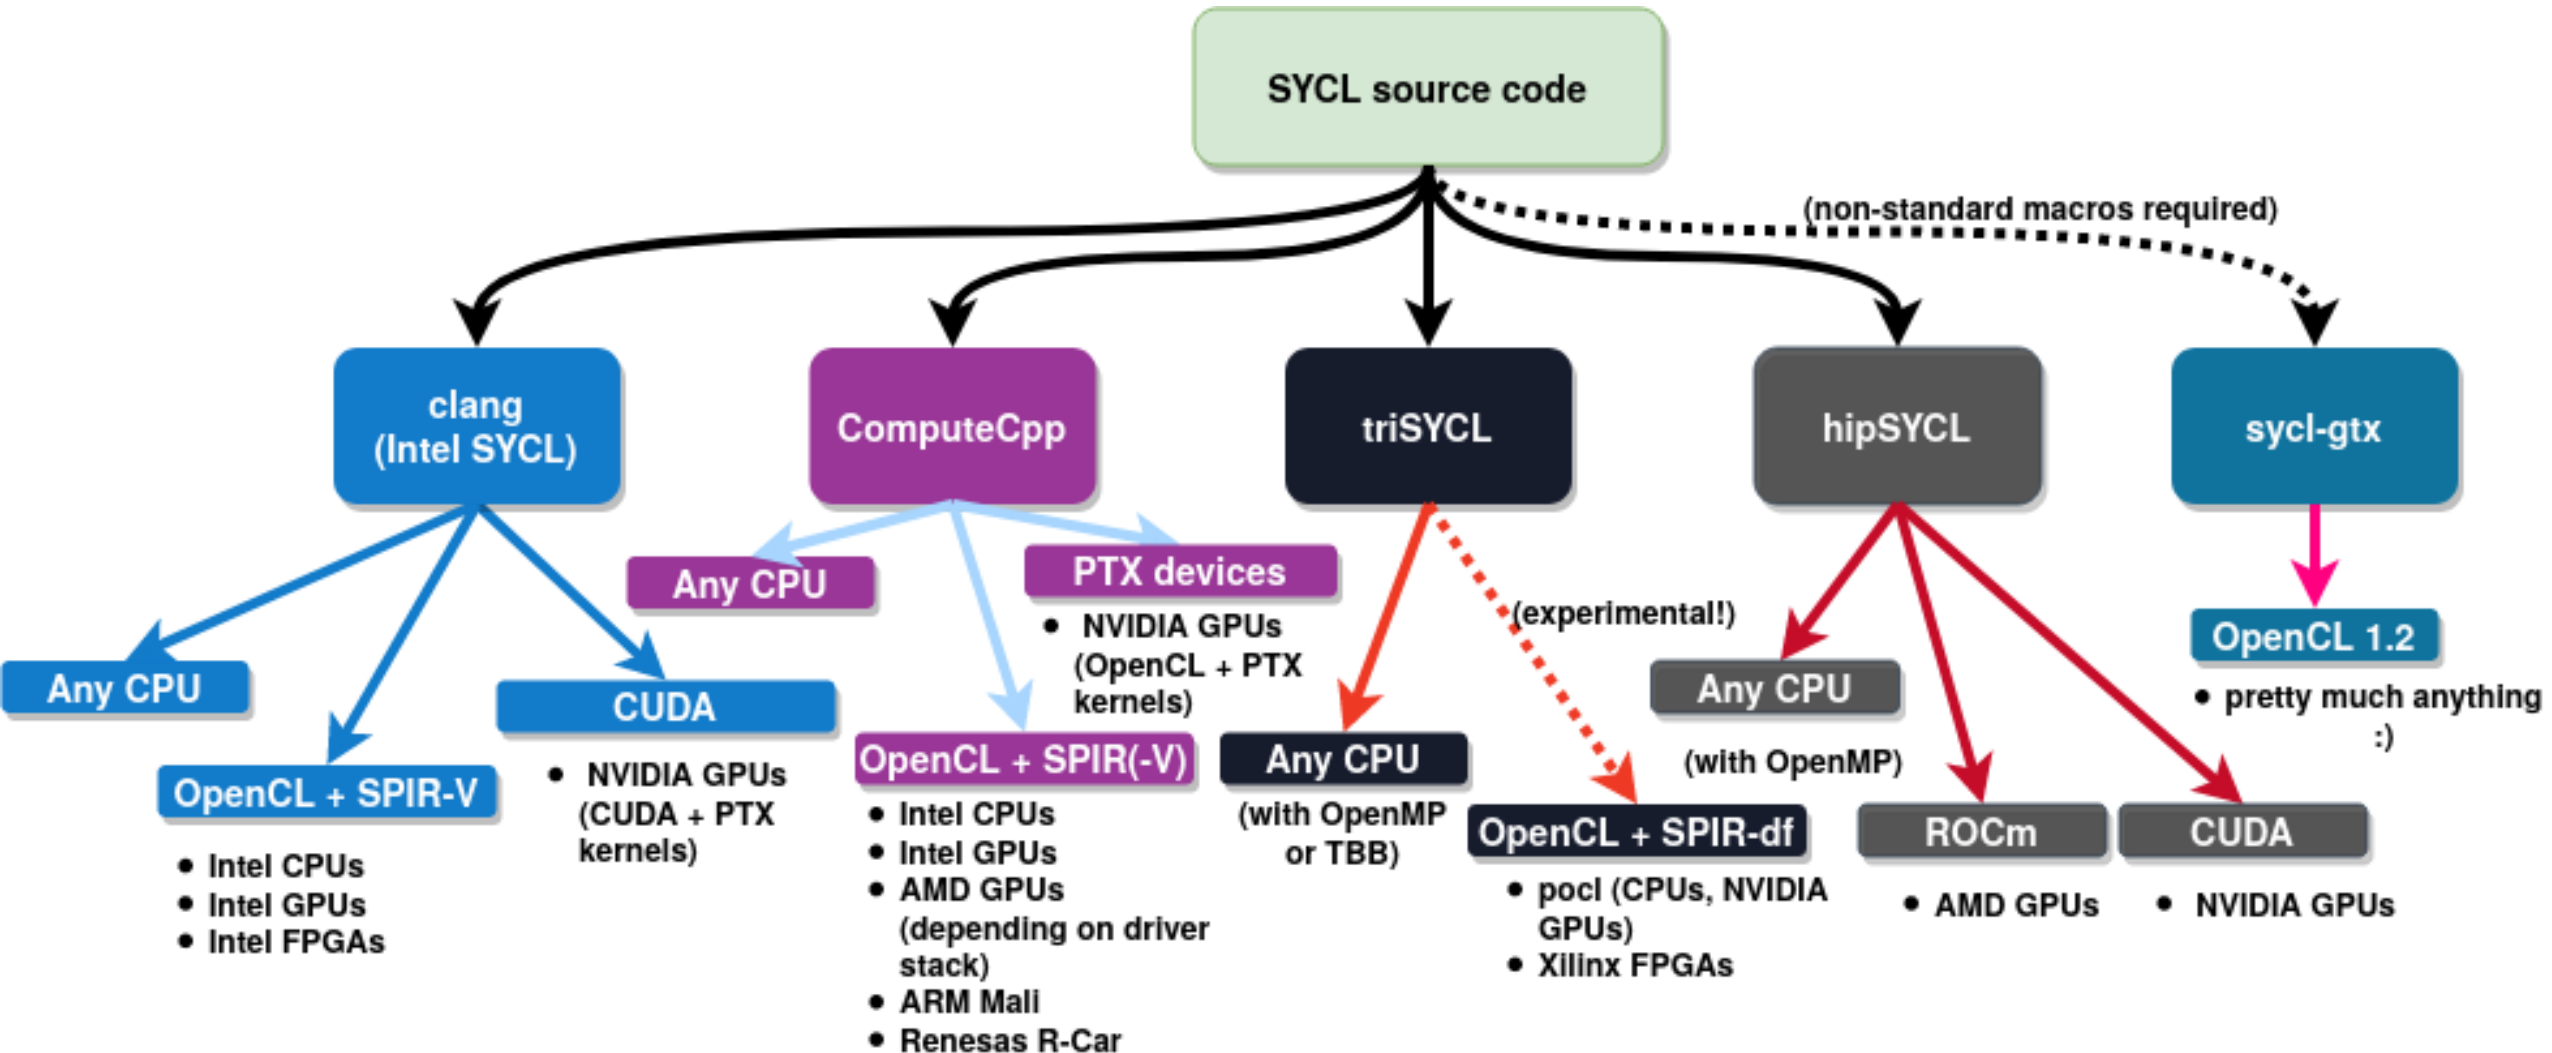 SYCL source code
(non-standard macros required)
clang
(Intel SYCL)
ComputeCpp
triSYCL
hipSYCL
sycl-gtx
Any CPU
OpenCL + SPIR-V
• Intel CPUs
• Intel GPUs
• Intel FPGAs
CUDA
• NVIDIA GPUs
(CUDA + PTX
kernels)
Any CPU
OpenCL + SPIR(-V)
• Intel CPUs
• Intel GPUs
• AMD GPUs
(depending on driver
stack)
• ARM Mali
• Renesas R-Car
PTX devices
• NVIDIA GPUs
(OpenCL + PTX
kernels)
Any CPU
(with OpenMP
or TBB)
(experimental!)
OpenCL + SPIR-df
• pocl (CPUs, NVIDIA
GPUs)
• Xilinx FPGAs
Any CPU
(with OpenMP)
ROCm
• AMD GPUs
CUDA
• NVIDIA GPUs
OpenCL 1.2
• pretty much anything
:)